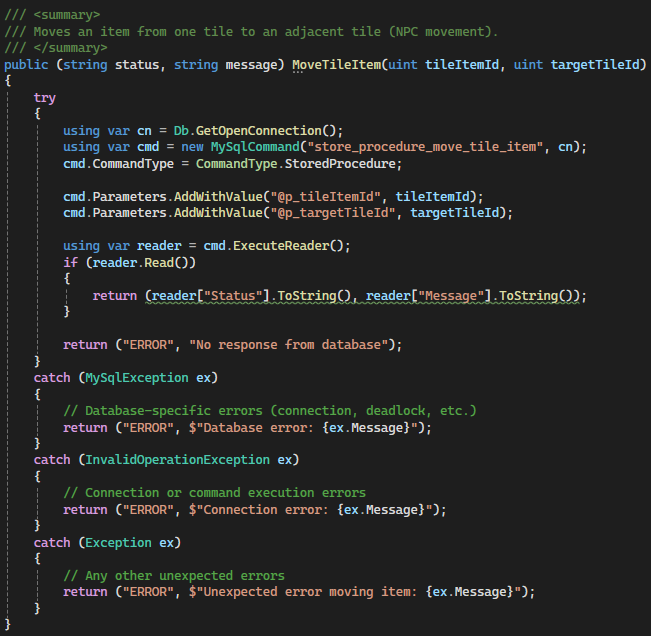 /// <summary>
/// Moves an item from one tile to an adjacent tile (NPC movement).
/// </summary>
public (string status, string message) MoveTileItem(uint tileItemId, uint targetTileId)
{
    try
    {
        using var cn = Db.GetOpenConnection();
        using var cmd = new MySqlCommand("store_procedure_move_tile_item", cn);
        cmd.CommandType = CommandType.StoredProcedure;

        cmd.Parameters.AddWithValue("@p_tileItemId", tileItemId);
        cmd.Parameters.AddWithValue("@p_targetTileId", targetTileId);

        using var reader = cmd.ExecuteReader();
        if (reader.Read())
        {
            return (reader["Status"].ToString(), reader["Message"].ToString());
        }

        return ("ERROR", "No response from database");
    }
    catch (MySqlException ex)
    {
        // Database-specific errors (connection, deadlock, etc.)
        return ("ERROR", $"Database error: {ex.Message}");
    }
    catch (InvalidOperationException ex)
    {
        // Connection or command execution errors
        return ("ERROR", $"Connection error: {ex.Message}");
    }
    catch (Exception ex)
    {
        // Any other unexpected errors
        return ("ERROR", $"Unexpected error moving item: {ex.Message}");
    }
}